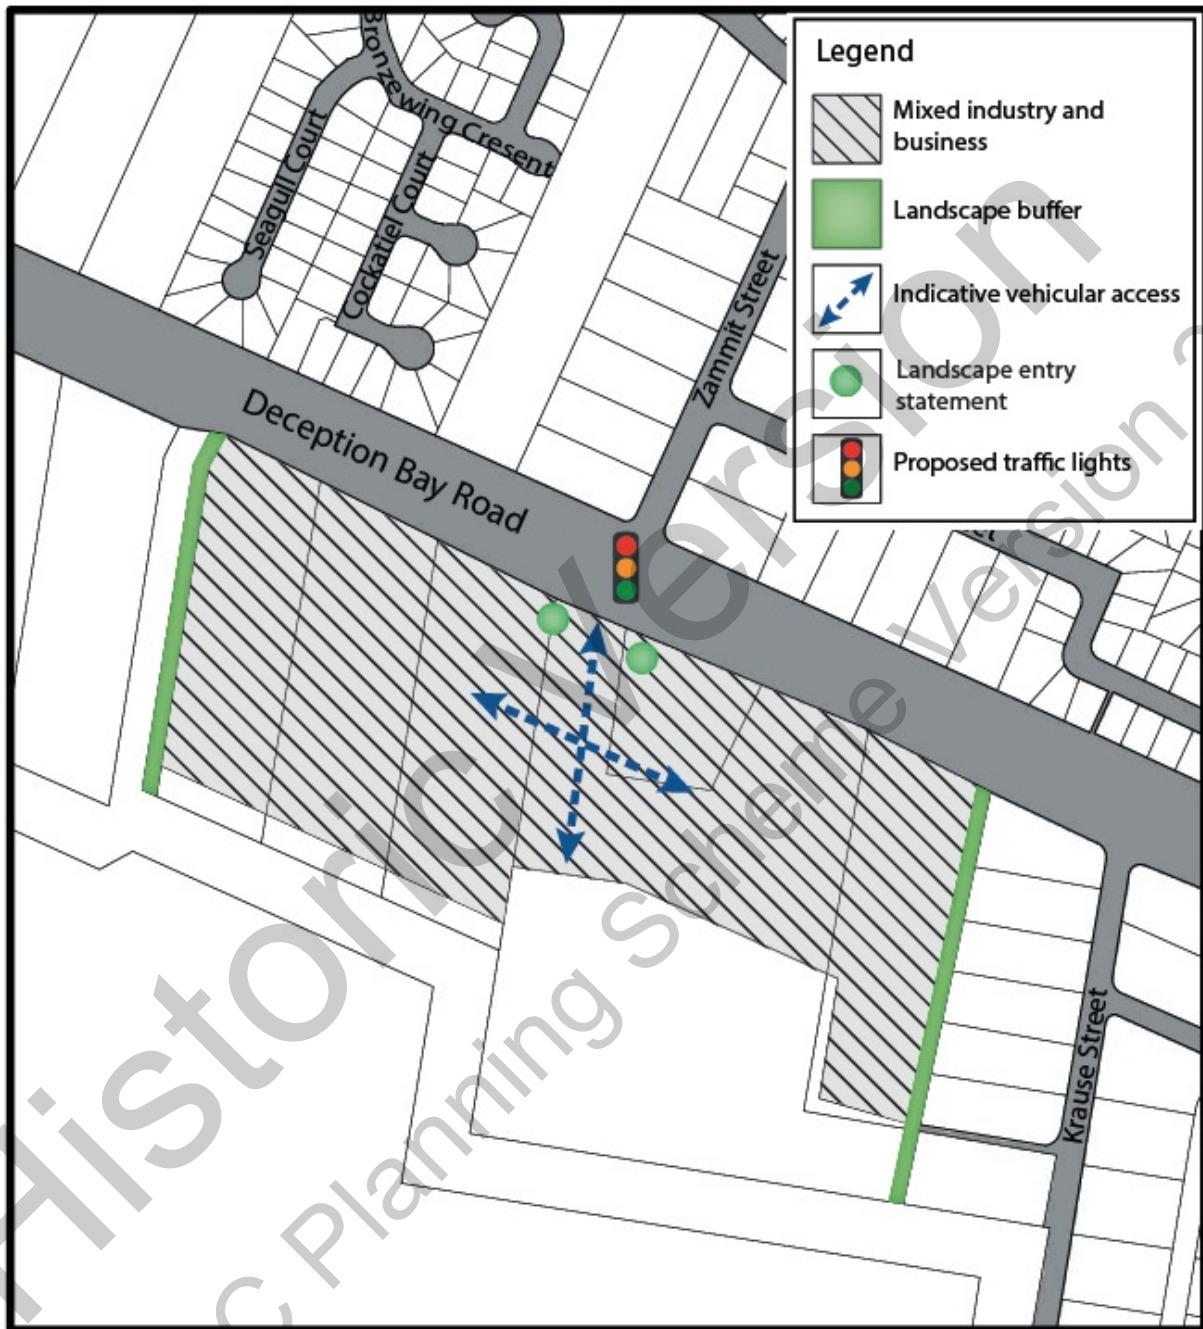 Legend
Mixed industry and
business
Landscape buffer
Indicative vehicular access
Landscape entry
statement
Proposed traffic lights
Bronzewing Cresent
Seagull Court
Cockatiel Court
Zammit Street
Deception Bay Road
Krause Street
Historic Version
Planning Scheme Version